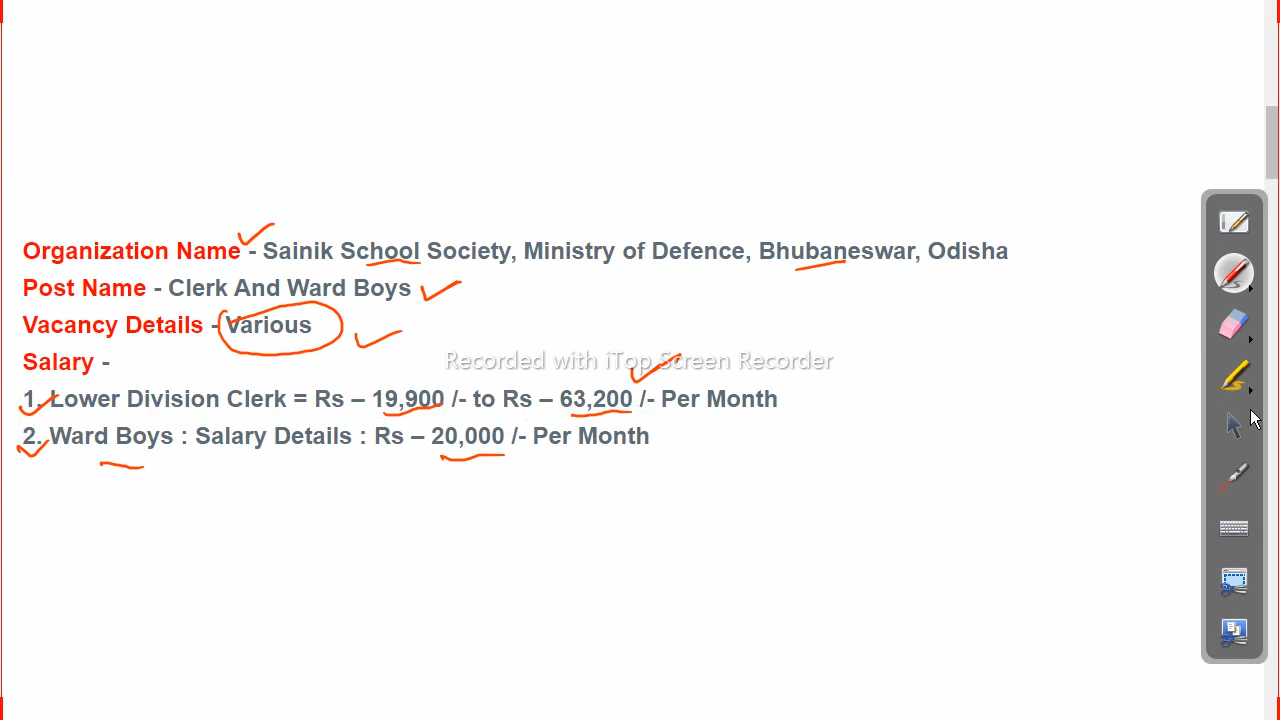 Organization Name - Sainik School Society, Ministry of Defence, Bhubaneswar, Odisha
Post Name - Clerk And Ward Boys
Vacancy Details - Various
Salary -
Recorded with iTop Screen Recorder
1. Lower Division Clerk = Rs – 19,900 /- to Rs – 63,200 /- Per Month
2. Ward Boys : Salary Details : Rs – 20,000 /- Per Month